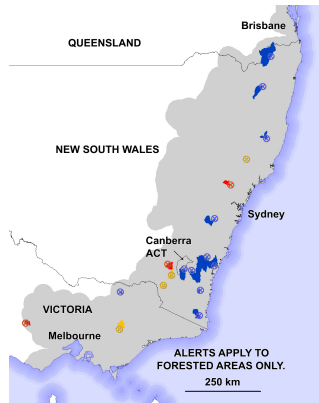 Brisbane
QUEENSLAND
NEW SOUTH WALES
Sydney
Canberra
ACT
VICTORIA
Melbourne
ALERTS APPLY TO
FORESTED AREAS ONLY.
250 km